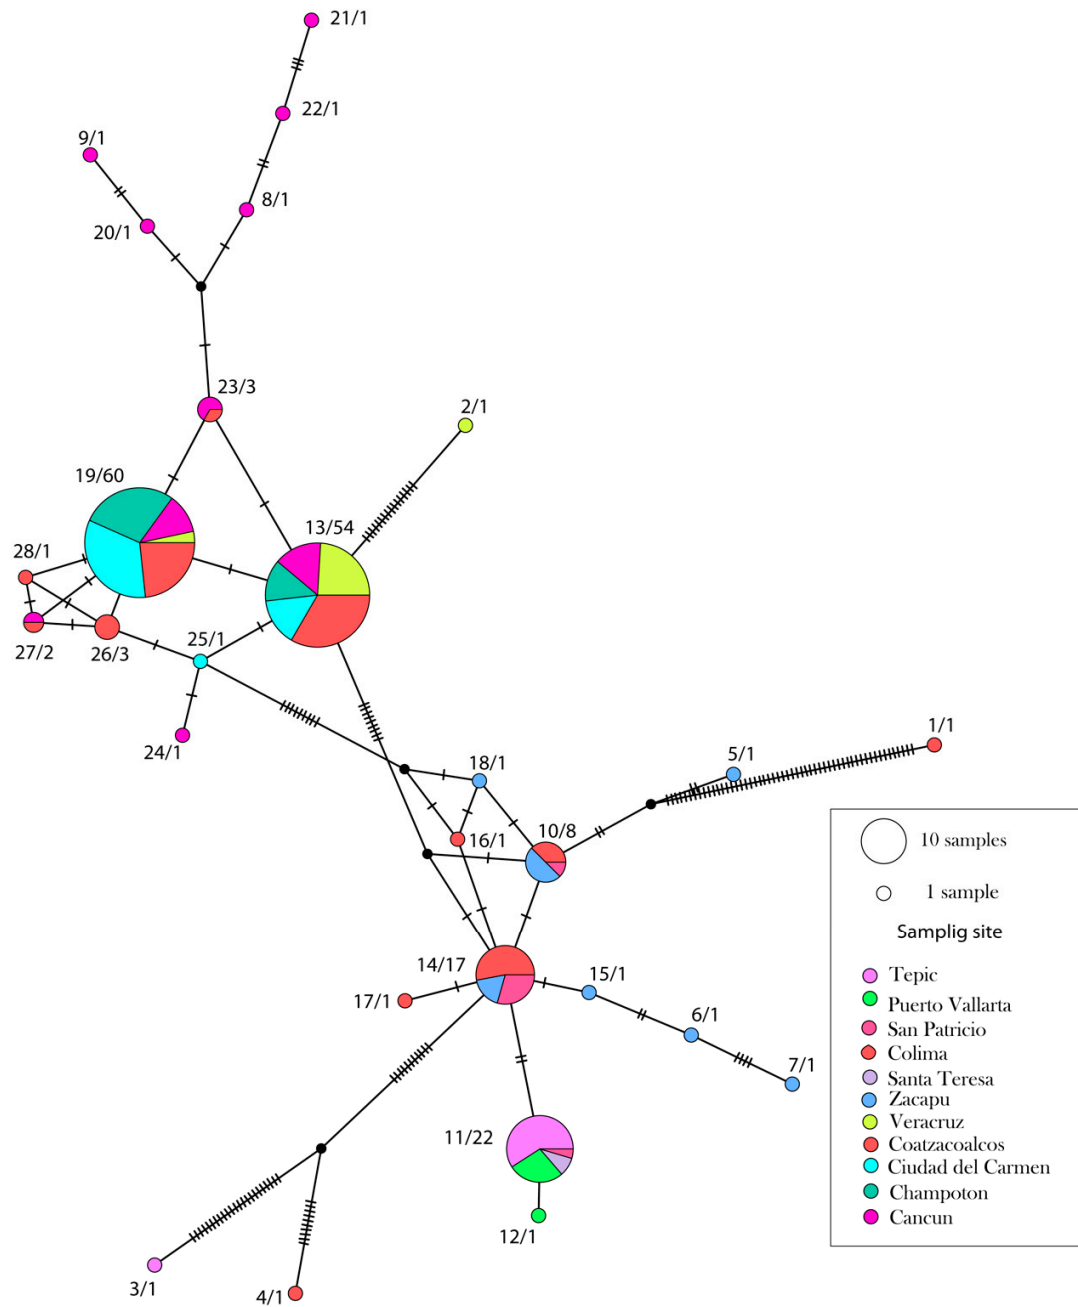 21/1
22/1
9/1
8/1
20/1
23/3
2/1
19/60
13/54
28/1
25/1
27/2
26/3
24/1
1/1
5/1
18/1
10/8
16/1
10 samples
1 sample
Samplig site
14/17
15/1
17/1
6/1
7/1
Tepic
Puerto Vallarta
San Patricio
Colima
Santa Teresa
Zacapu
Veracruz
Coatzacoalcos
Ciudad del Carmen
Champoton
Cancun
11/22
12/1
3/1
4/1